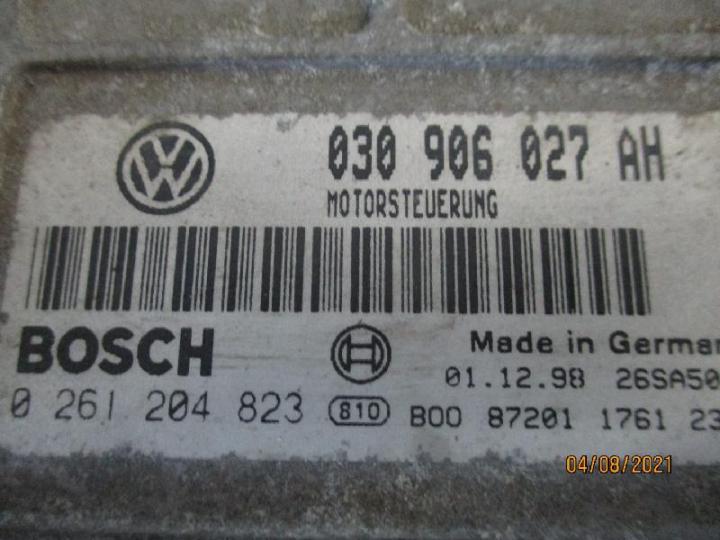 030 906 027 AH
MOTORSTEUERUNG
BOSCH
Made in German
01.12.98 26SA50
0 261 204 823 810 B00 87201 1761 23
04/08/2021